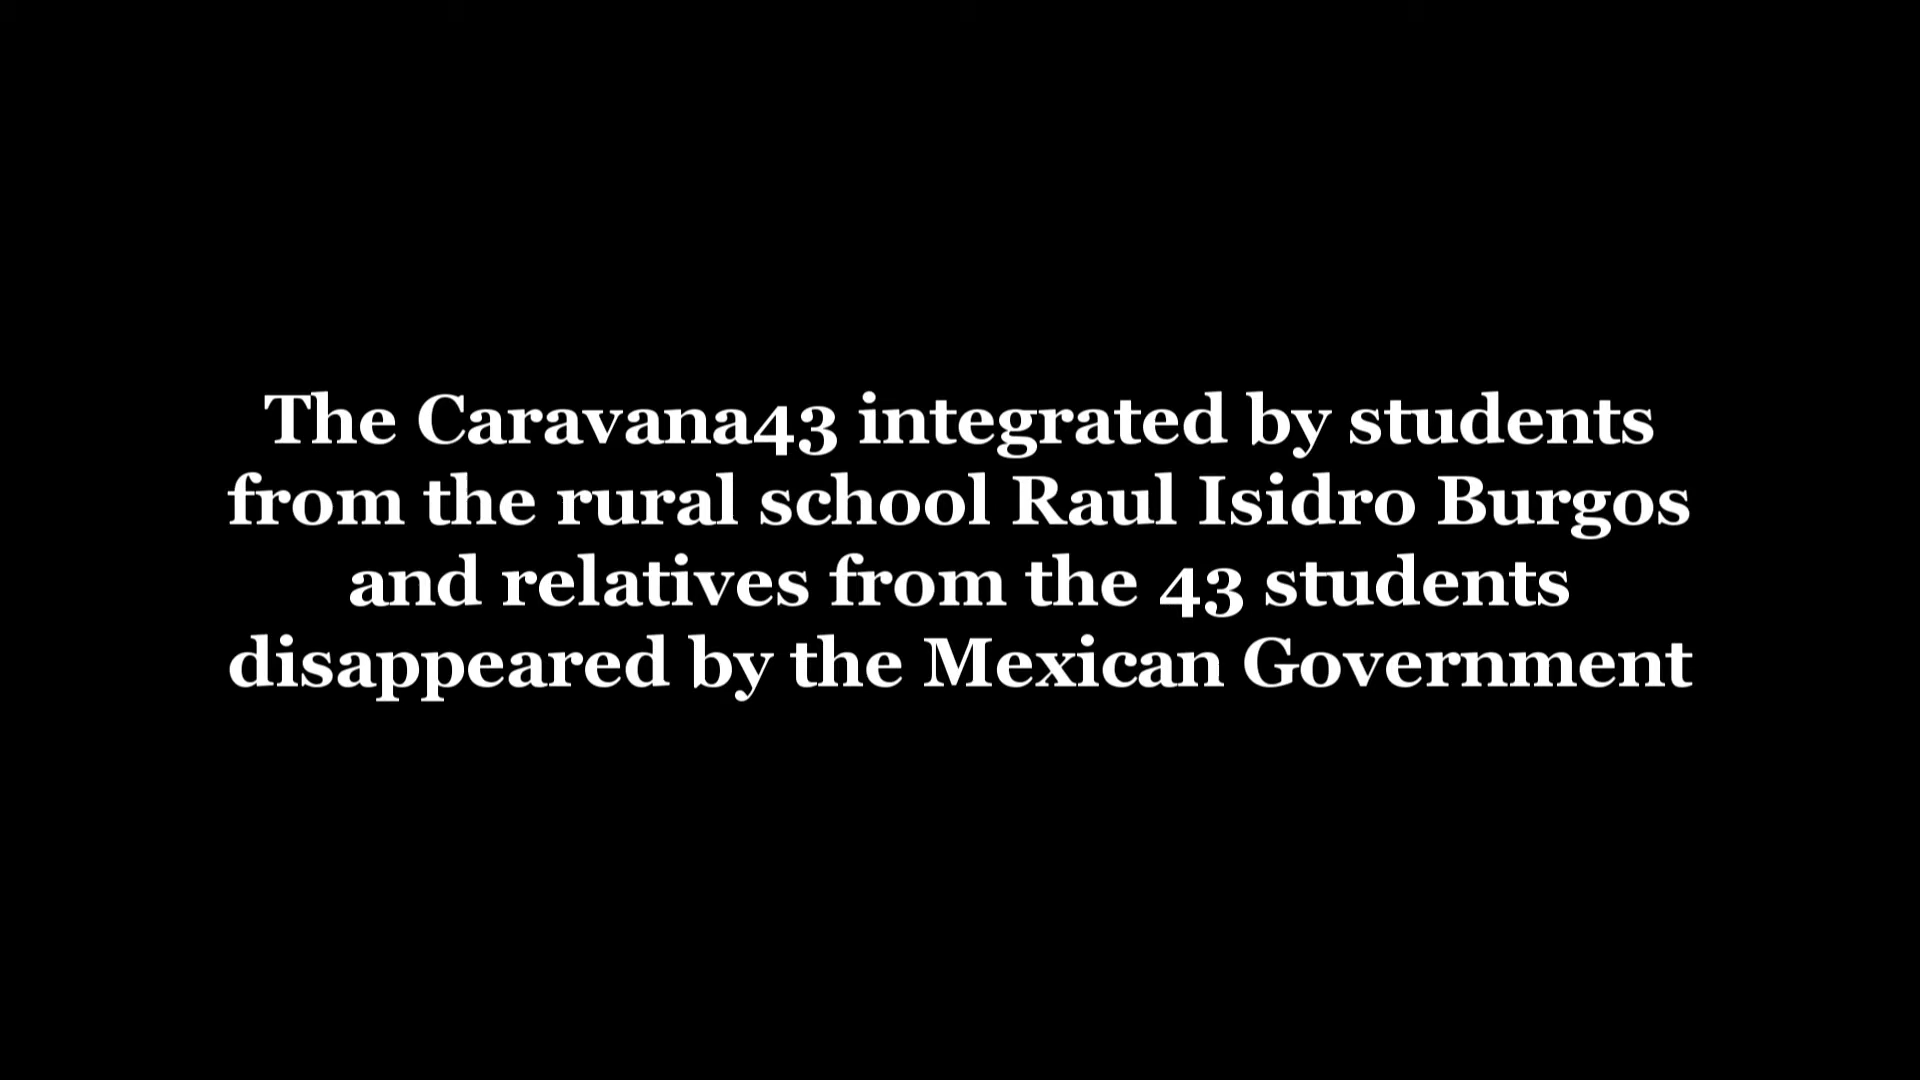 The Caravana43 integrated by students
from the rural school Raul Isidro Burgos
and relatives from the 43 students
disappeared by the Mexican Government